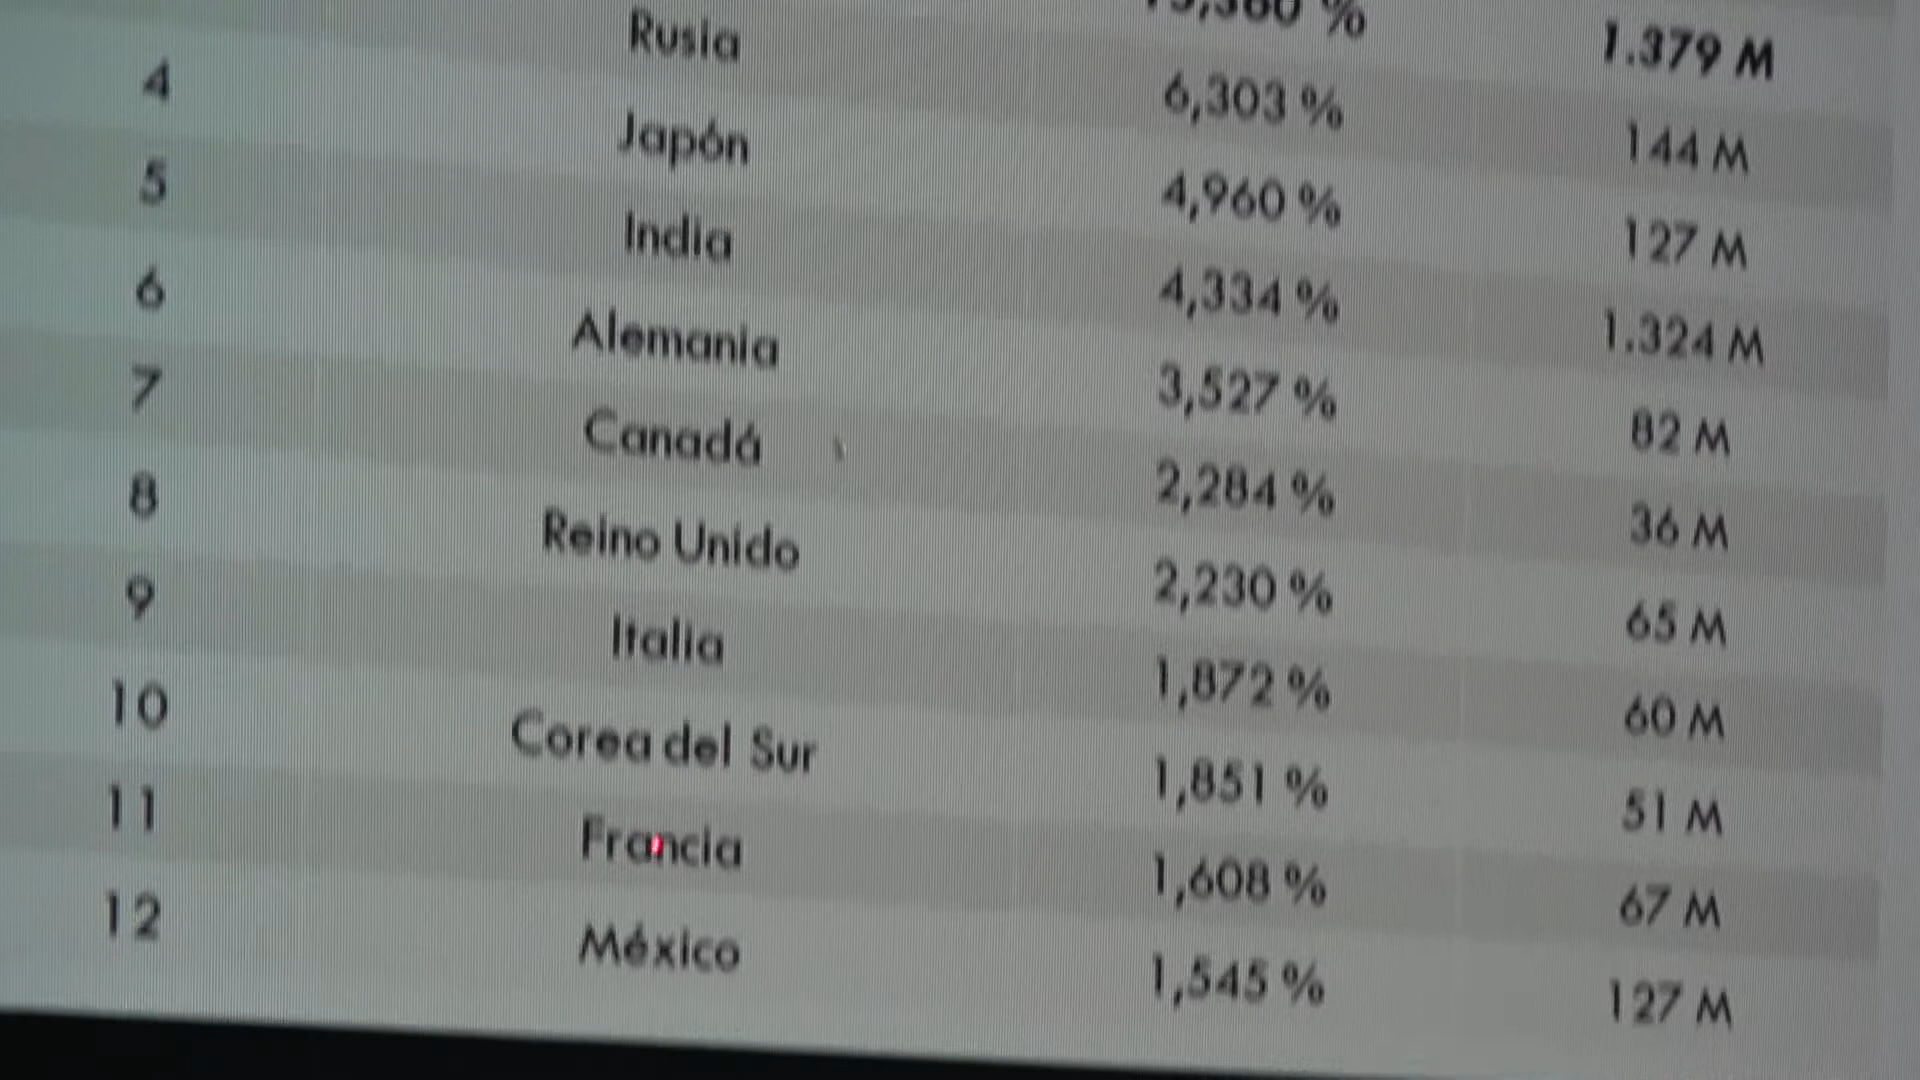 1.379 M
Rusia 6,303 % 144 M
4 Japón 4,960 % 127 M
5 India 4,334 % 1.324 M
6 Alemania 3,527 % 82 M
7 Canadá 2,284 % 36 M
8 Reino Unido 2,230 % 65 M
9 Italia 1,872 % 60 M
10 Corea del Sur 1,851 % 51 M
11 Francia 1,608 % 67 M
12 México 1,545 % 127 M